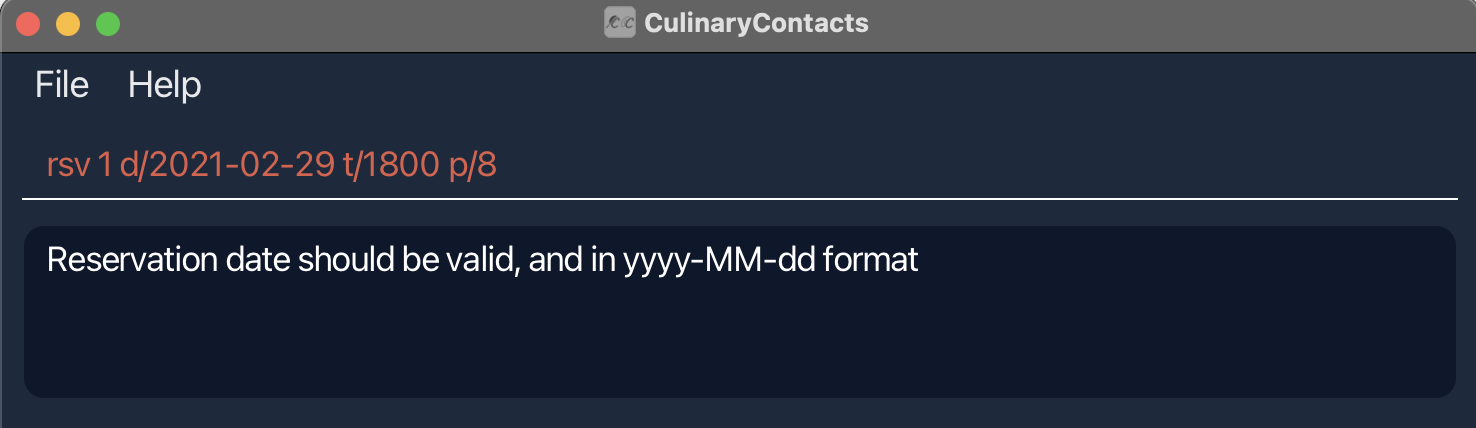 CulinaryContacts
File Help
rsv 1 d/2021-02-29 t/1800 p/8
Reservation date should be valid, and in yyyy-MM-dd format